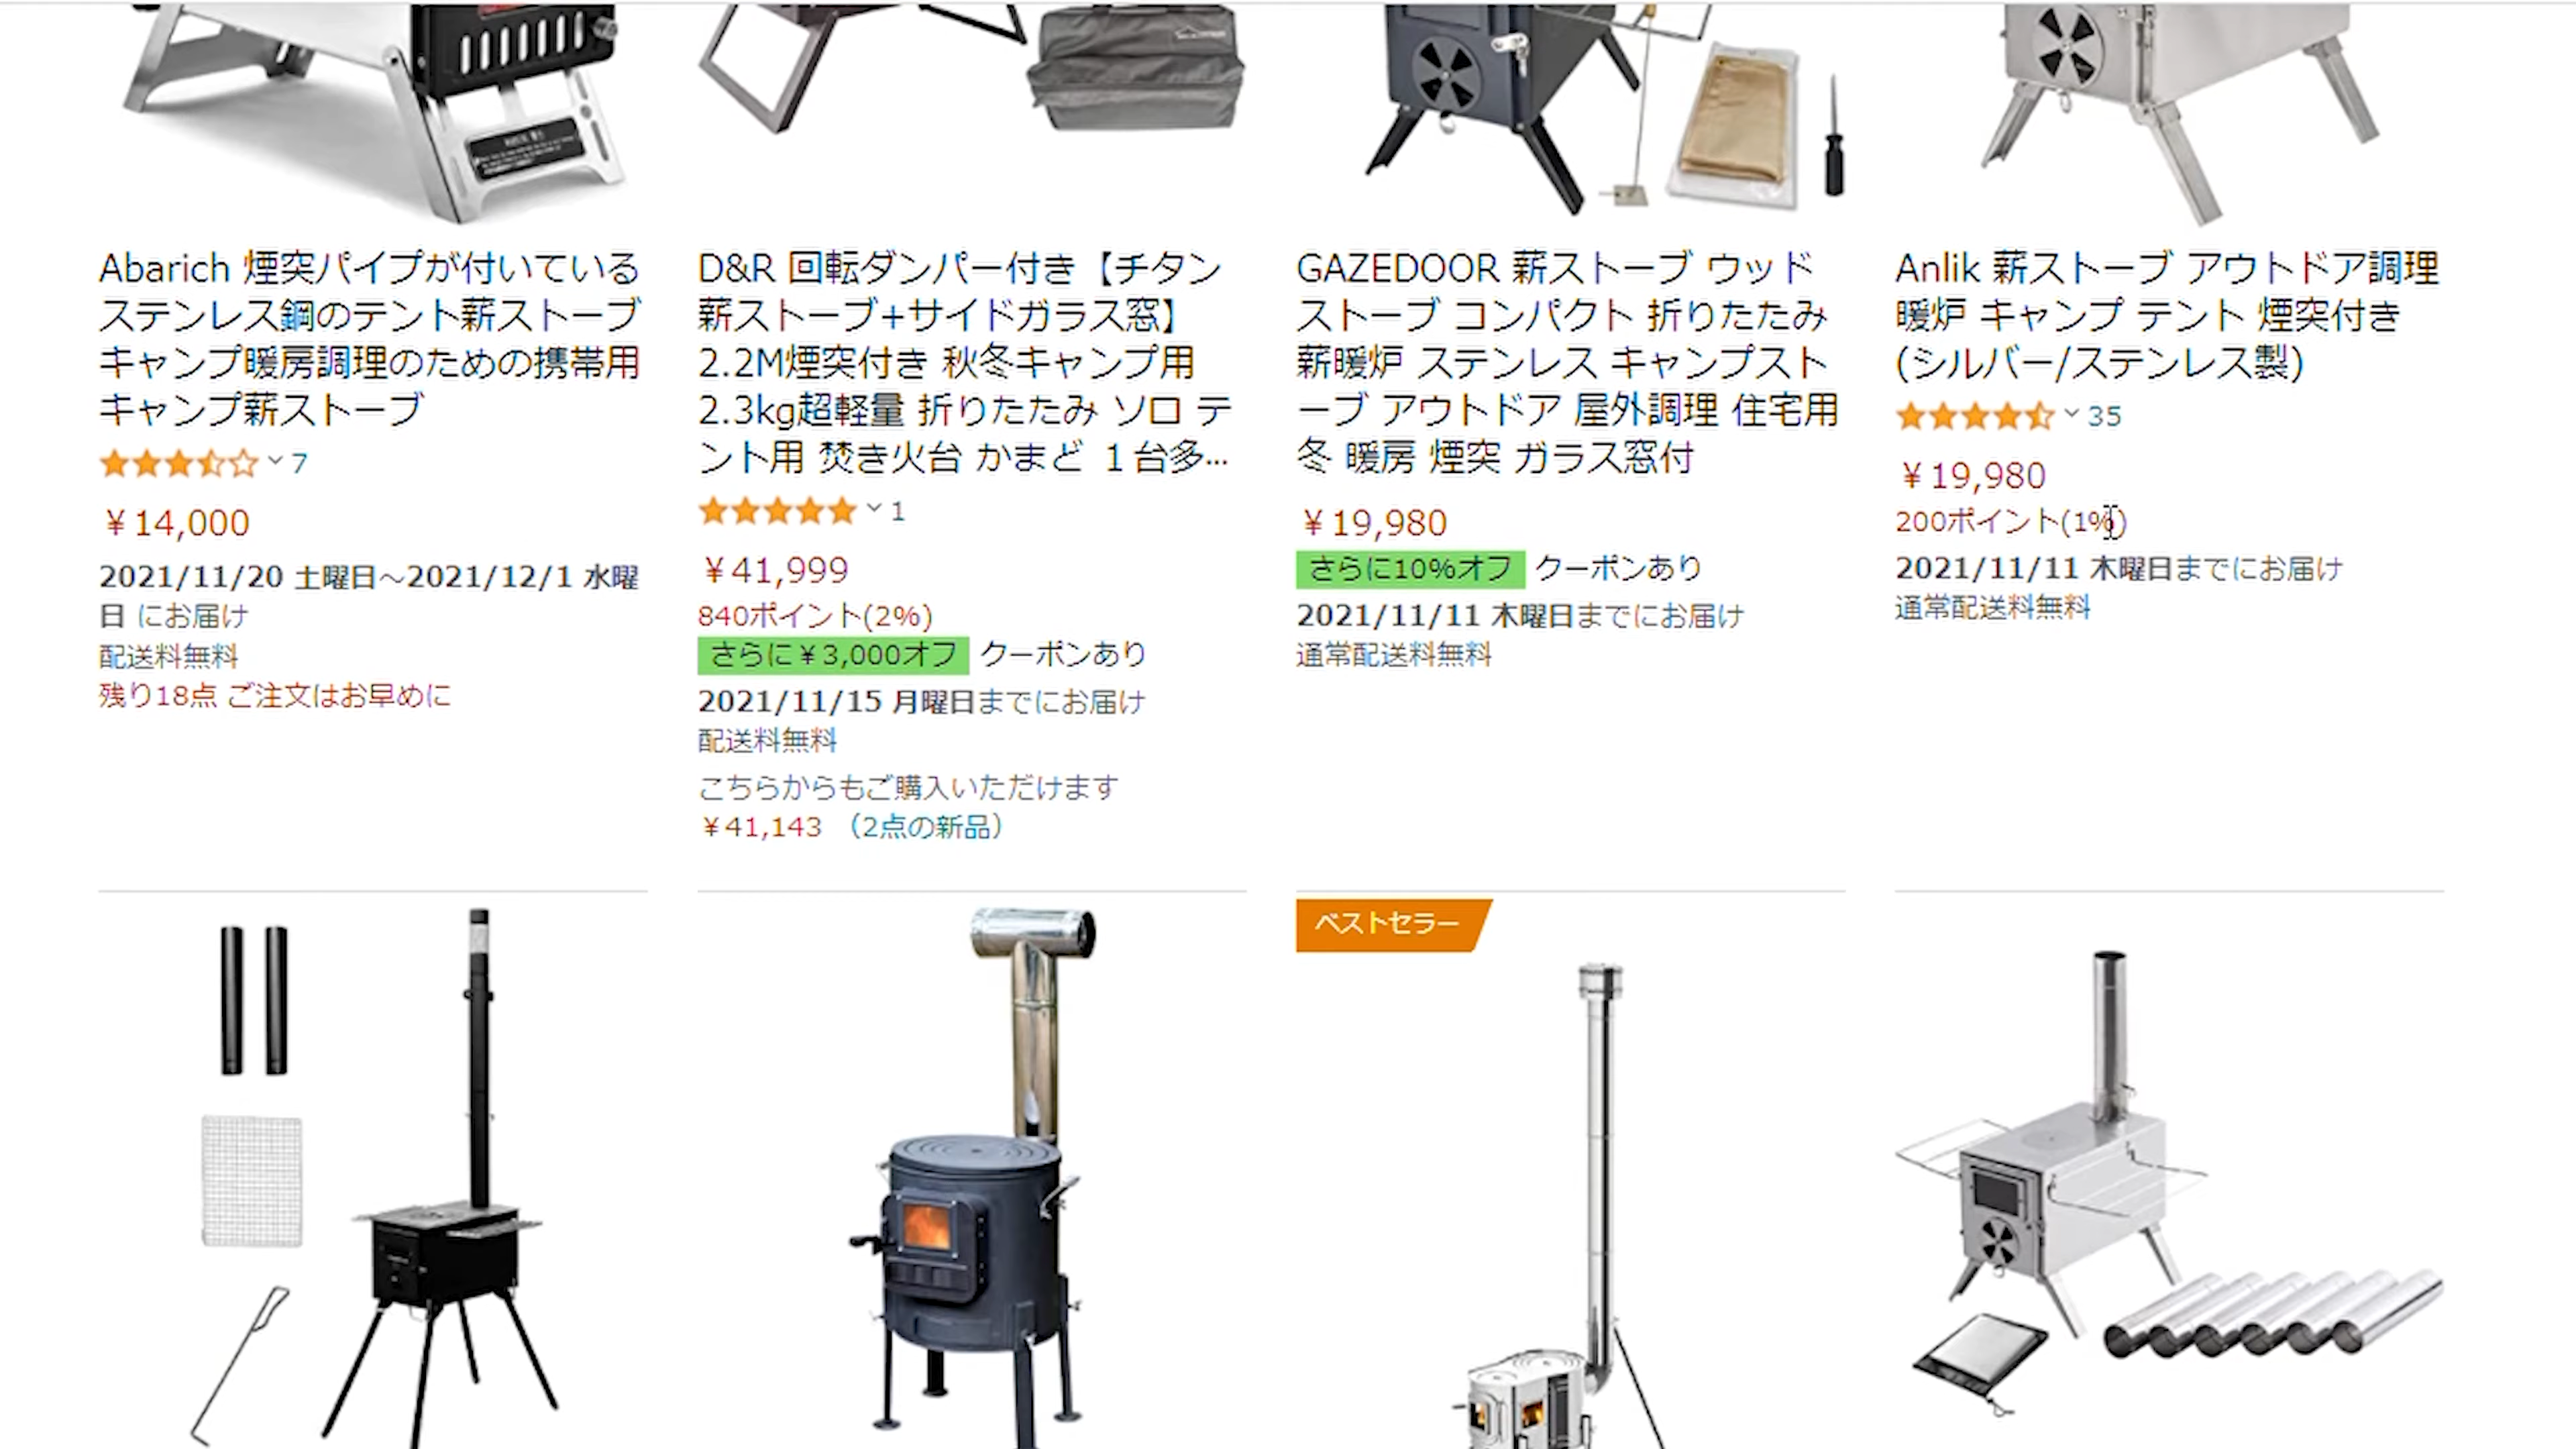 Abarich 煙突パイプが付いている
ステンレス鋼のテント薪ストーブ
キャンプ暖房調理のための携帯用
キャンプ薪ストーブ
7
￥14,000
2021/11/20 土曜日～2021/12/1 水曜
日 にお届け
配送料無料
残り18点 ご注文はお早めに
D&R 回転ダンパー付き【チタン
薪ストーブ+サイドガラス窓】
2.2M煙突付き 秋冬キャンプ用
2.3kg超軽量 折りたたみ ソロ テ
ント用 焚き火台 かまど １台多…
1
￥41,999
840ポイント(2%)
さらに￥3,000オフ クーポンあり
2021/11/15 月曜日までにお届け
配送料無料
こちらからもご購入いただけます
￥41,143 （2点の新品）
GAZEDOOR 薪ストーブ ウッド
ストーブ コンパクト 折りたたみ
薪暖炉 ステンレス キャンプスト
ーブ アウトドア 屋外調理 住宅用
冬 暖房 煙突 ガラス窓付
￥19,980
さらに10%オフ クーポンあり
2021/11/11 木曜日までにお届け
通常配送料無料
Anlik 薪ストーブ アウトドア調理
暖炉 キャンプ テント 煙突付き
(シルバー/ステンレス製)
35
￥19,980
200ポイント(1%)
2021/11/11 木曜日までにお届け
通常配送料無料
ベストセラー